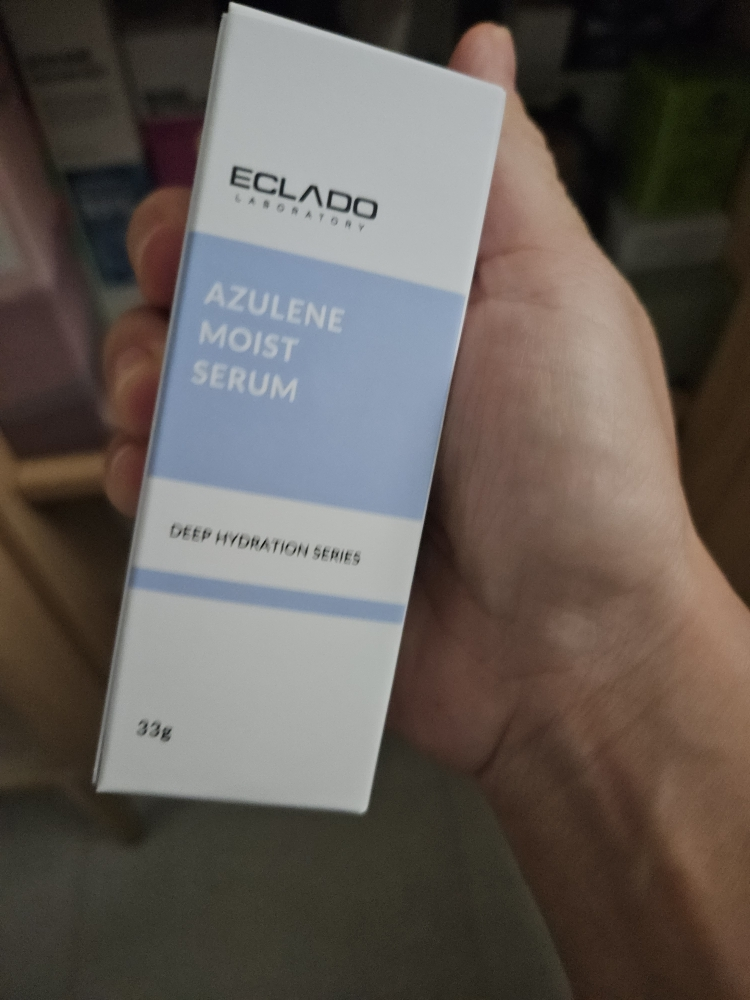 ECLADO
LABORATORY
AZULENE
MOIST
SERUM
DEEP HYDRATION SERIES
33g